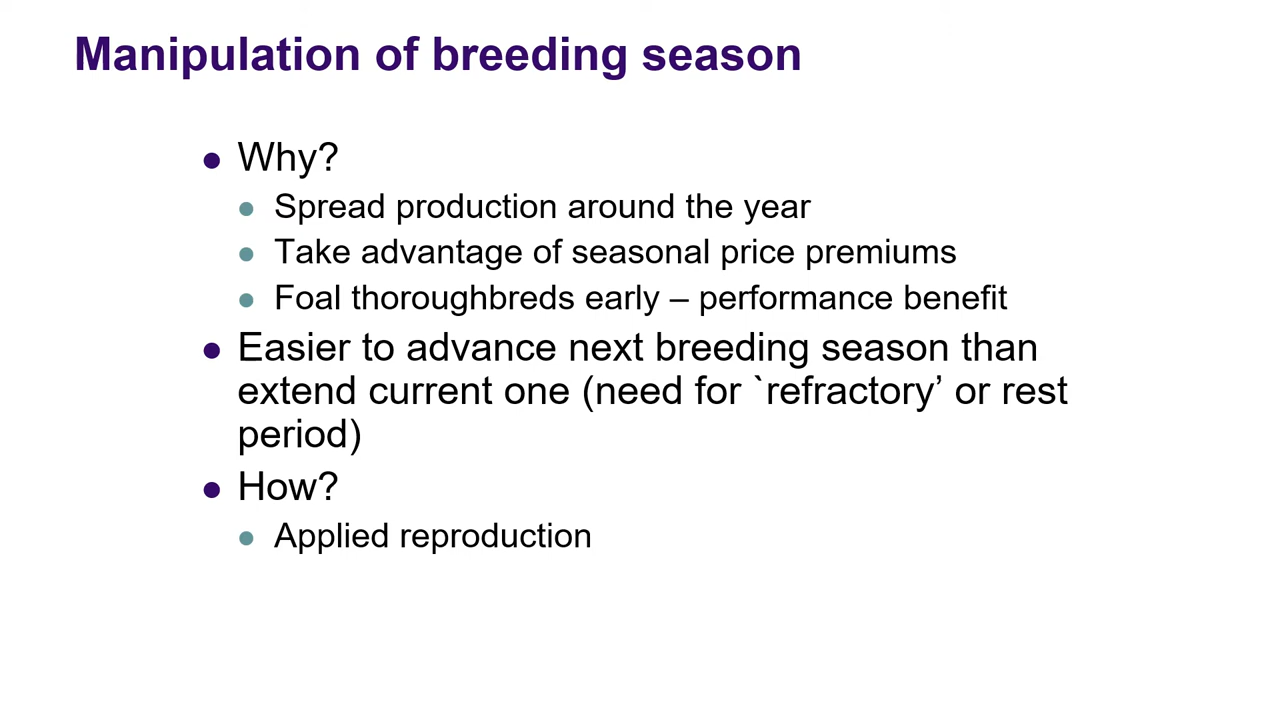 Manipulation of breeding season
Why?
Spread production around the year
Take advantage of seasonal price premiums
Foal thoroughbreds early – performance benefit
Easier to advance next breeding season than
extend current one (need for `refractory’ or rest
period)
How?
Applied reproduction